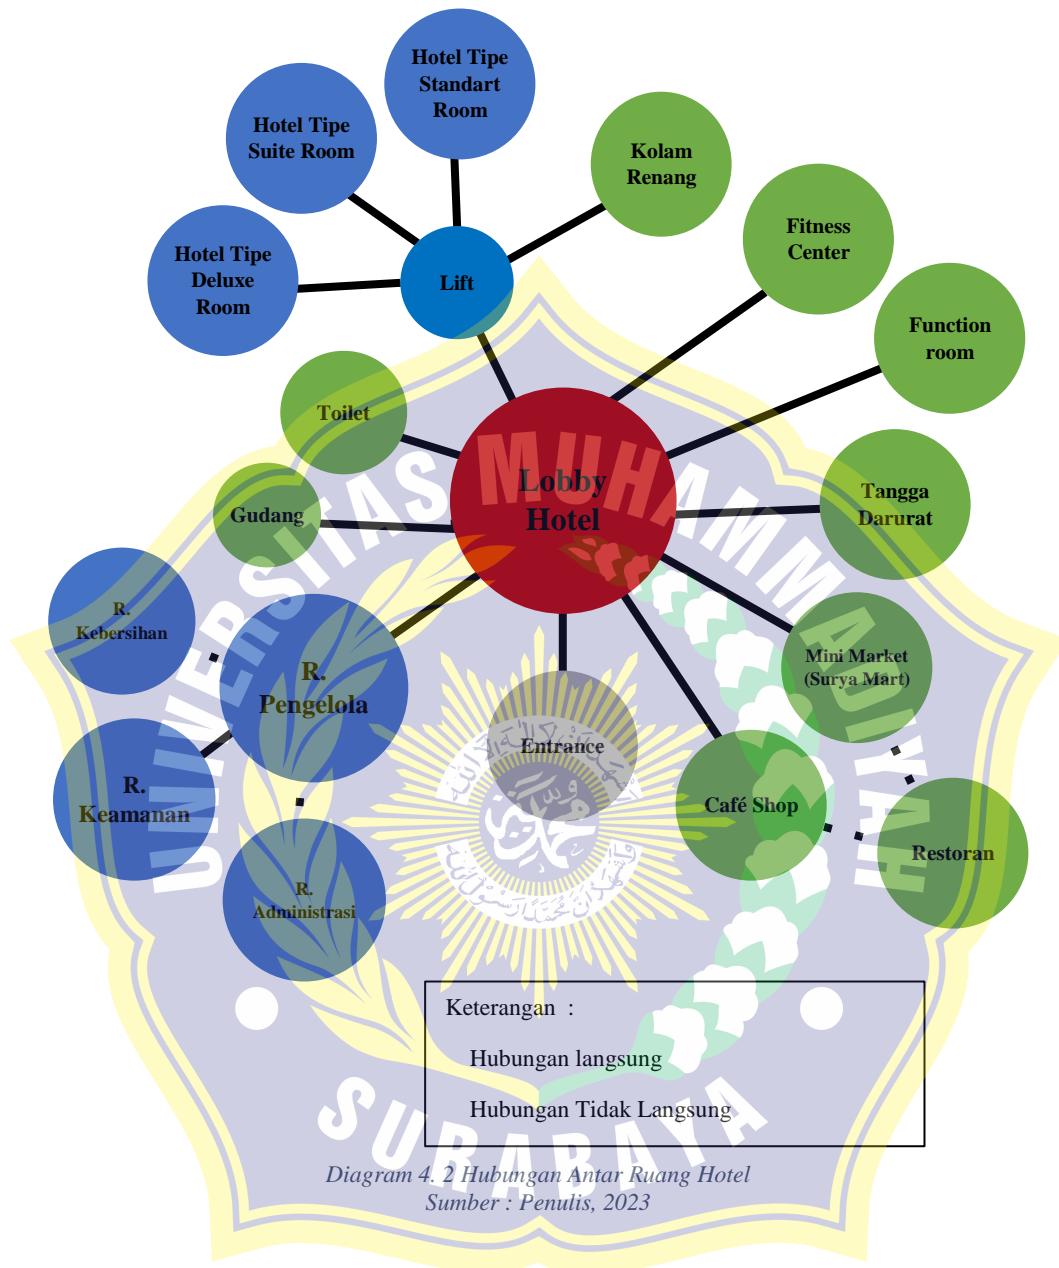 Hotel Tipe
Standart
Room
Hotel Tipe
Suite Room
Kolam
Renang
Fitness
Center
Hotel Tipe
Deluxe
Room
Lift
Function
room
Toilet
Lobby
Hotel
Tangga
Darurat
Gudang
R.
Kebersihan
R.
Pengelola
Mini Market
(Surya Mart)
Entrance
R.
Keamanan
Café Shop
Restoran
R.
Administrasi
UNIVERSITAS MUHAMMADIYAH
SURABAYA
Keterangan :
Hubungan langsung
Hubungan Tidak Langsung
Diagram 4. 2 Hubungan Antar Ruang Hotel
Sumber : Penulis, 2023